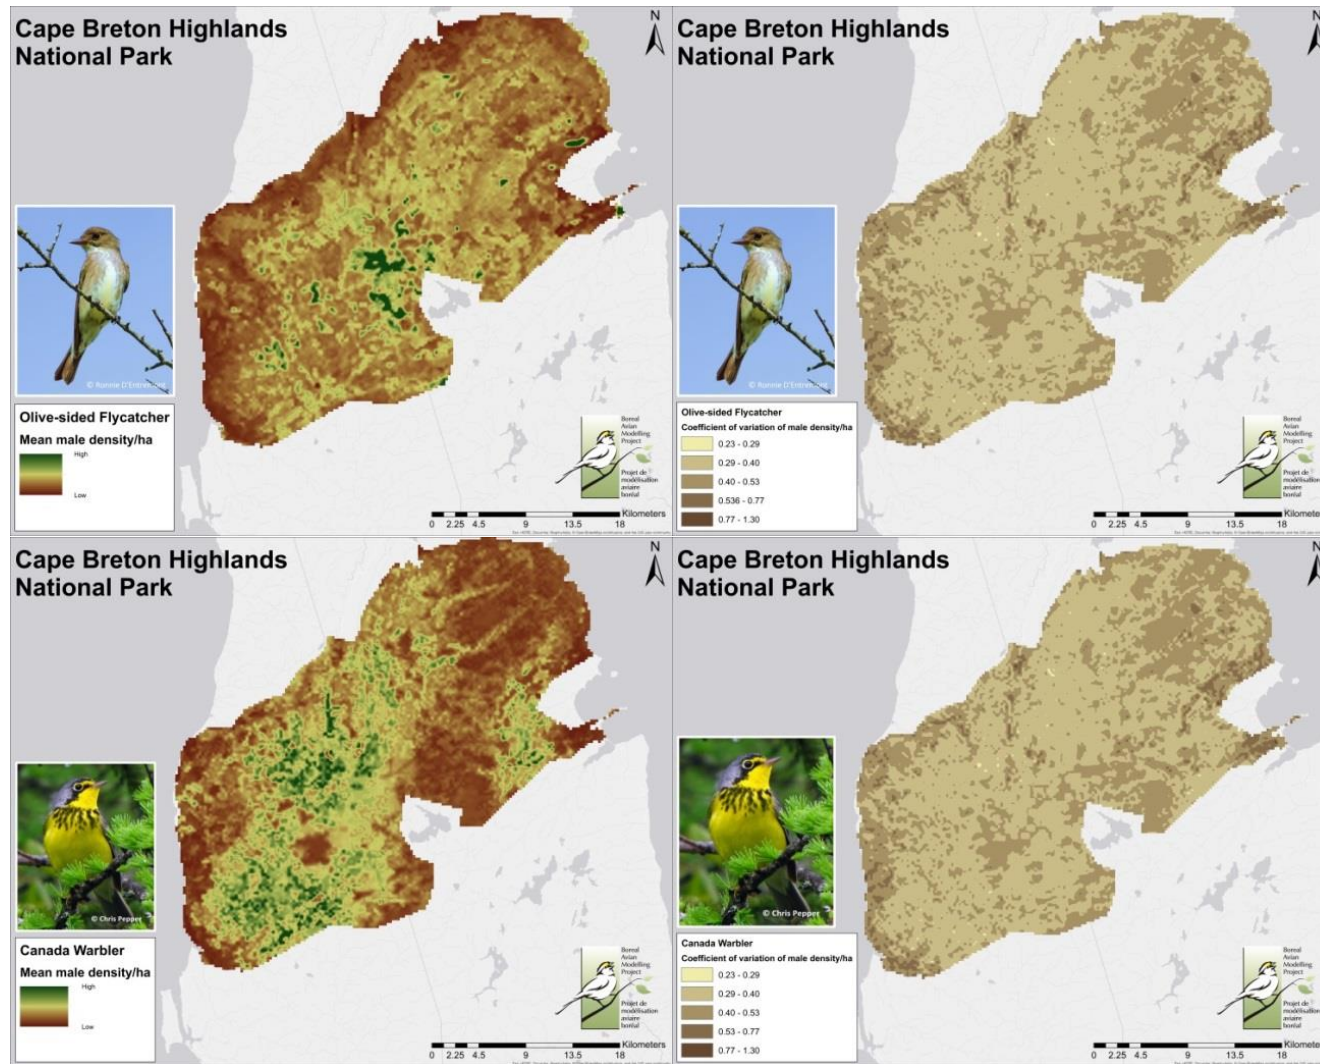 Cape Breton Highlands
National Park
N
© Ronnie D'Entremont
Olive-sided Flycatcher
Mean male density/ha
High
Low
Boreal
Avian
Modelling
Project
Projet de
modélisation
aviaire
boréal
Kilometers
0 2.25 4.5 9 13.5 18
Cape Breton Highlands
National Park
N
© Ronnie D'Entremont
Olive-sided Flycatcher
Coefficient of variation of male density/ha
0.23 - 0.29
0.29 - 0.40
0.40 - 0.53
0.536 - 0.77
0.77 - 1.30
Boreal
Avian
Modelling
Project
Projet de
modélisation
aviaire
boréal
Kilometers
0 2.25 4.5 9 13.5 18
Cape Breton Highlands
National Park
N
© Chris Pepper
Canada Warbler
Mean male density/ha
High
Low
Boreal
Avian
Modelling
Project
Projet de
modélisation
aviaire
boréal
Kilometers
0 2.25 4.5 9 13.5 18
Cape Breton Highlands
National Park
N
© Chris Pepper
Canada Warbler
Coefficient of variation of male density/ha
0.23 - 0.29
0.29 - 0.40
0.40 - 0.53
0.53 - 0.77
0.77 - 1.30
Boreal
Avian
Modelling
Project
Projet de
modélisation
aviaire
boréal
Kilometers
0 2.25 4.5 9 13.5 18